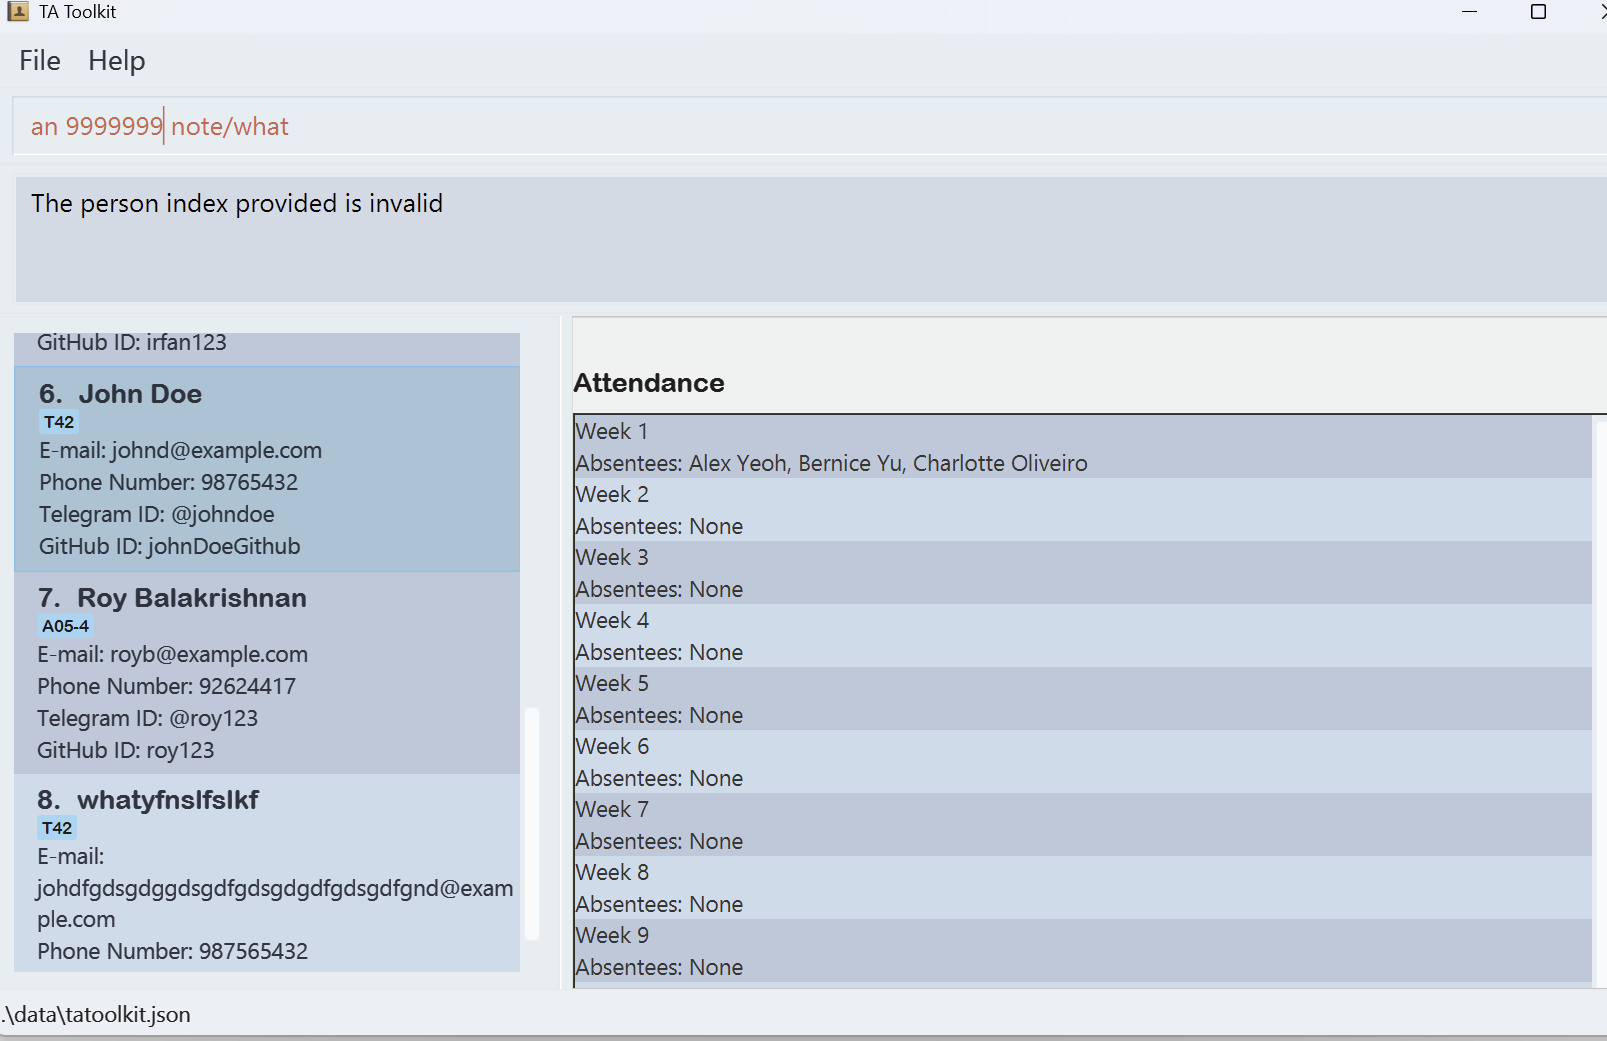 TA Toolkit
File Help
an 9999999 note/what
The person index provided is invalid
GitHub ID: irfan123
6. John Doe
T42
E-mail: johnd@example.com
Phone Number: 98765432
Telegram ID: @johndoe
GitHub ID: johnDoeGithub
7. Roy Balakrishnan
A05-4
E-mail: royb@example.com
Phone Number: 92624417
Telegram ID: @roy123
GitHub ID: roy123
8. whatyfnslfslkf
T42
E-mail:
johdfgdsgdggdsgdfgdsgdgdfgdsgdfgnd@exam
ple.com
Phone Number: 987565432
Attendance
Week 1
Absentees: Alex Yeoh, Bernice Yu, Charlotte Oliveiro
Week 2
Absentees: None
Week 3
Absentees: None
Week 4
Absentees: None
Week 5
Absentees: None
Week 6
Absentees: None
Week 7
Absentees: None
Week 8
Absentees: None
Week 9
Absentees: None
.\data\tatoolkit.json